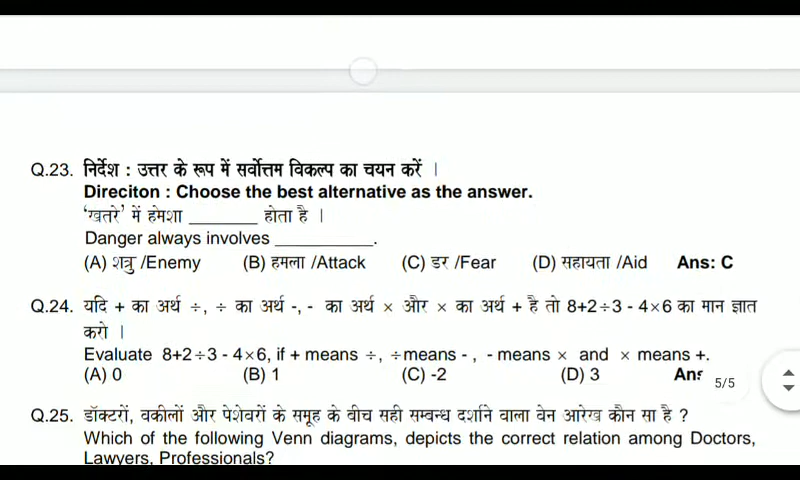 Q.23. निर्देश : उत्तर के रूप में सर्वोत्तम विकल्प का चयन करें ।
Direciton : Choose the best alternative as the answer.
'खतरे' में हमेशा _______ होता है ।
Danger always involves __________.
(A) शत्रु /Enemy (B) हमला /Attack (C) डर /Fear (D) सहायता /Aid Ans: C
Q.24. यदि + का अर्थ ÷, ÷ का अर्थ -, - का अर्थ × और × का अर्थ + है तो 8+2÷3 - 4×6 का मान ज्ञात
करो ।
Evaluate 8+2÷3 - 4×6, if + means ÷, ÷means - , - means × and × means +.
(A) 0 (B) 1 (C) -2 (D) 3 Ans
5/5
Q.25. डॉक्टरों, वकीलों और पेशेवरों के समूह के बीच सही सम्बन्ध दर्शाने वाला वेन आरेख कौन सा है ?
Which of the following Venn diagrams, depicts the correct relation among Doctors,
Lawyers, Professionals?